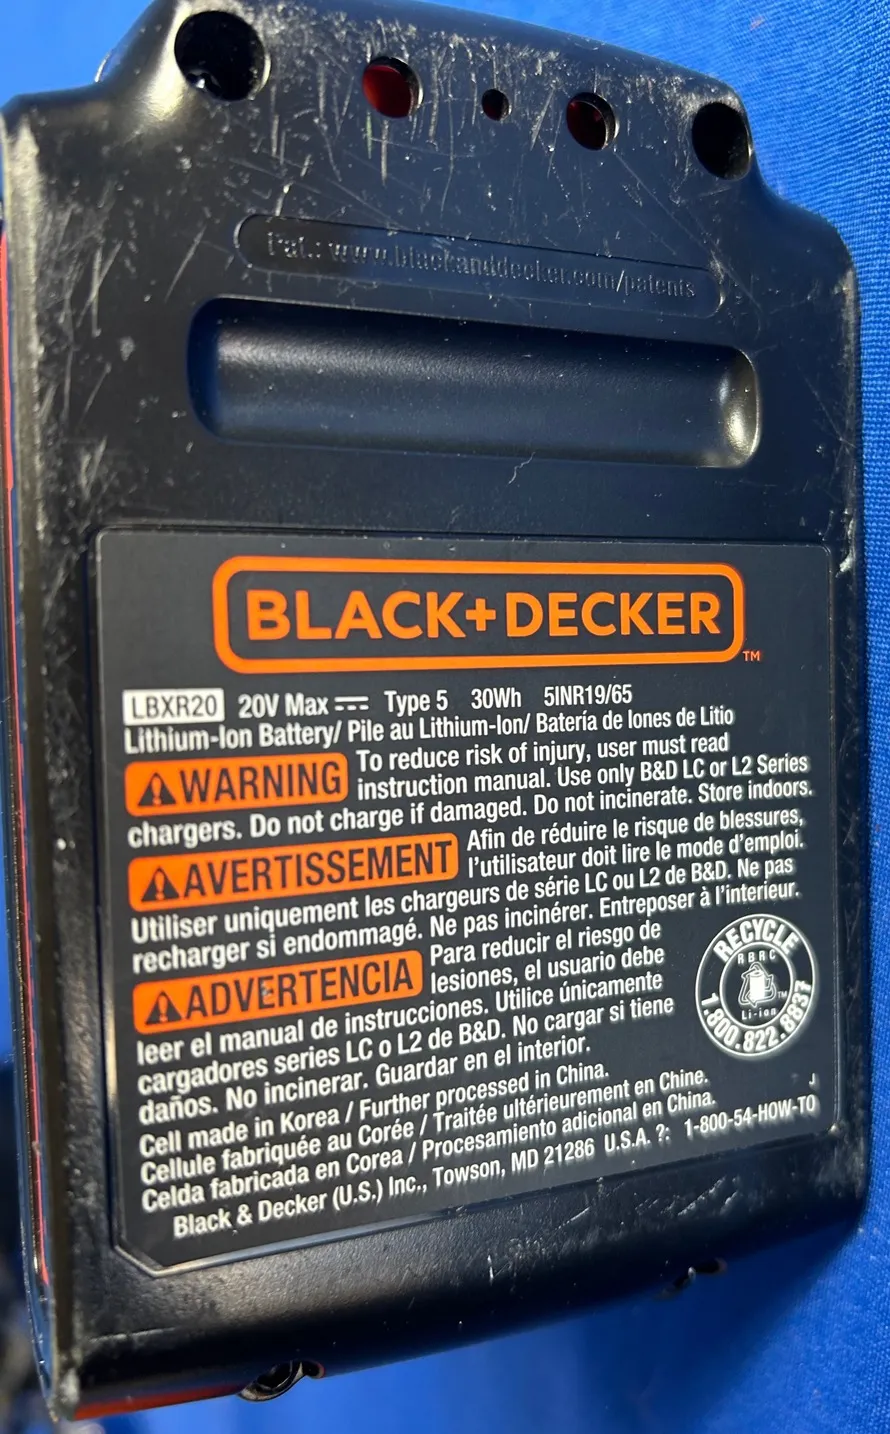 Pat.: www.blackanddecker.com/patents
BLACK+DECKER™
LBXR20 20V Max Type 5 30Wh 5INR19/65
Lithium-Ion Battery/ Pile au Lithium-Ion/ Batería de Iones de Litio
⚠WARNING To reduce risk of injury, user must read
instruction manual. Use only B&D LC or L2 Series
chargers. Do not charge if damaged. Do not incinerate. Store indoors.
⚠AVERTISSEMENT Afin de réduire le risque de blessures,
l'utilisateur doit lire le mode d'emploi.
Utiliser uniquement les chargeurs de série LC ou L2 de B&D. Ne pas
recharger si endommagé. Ne pas incinérer. Entreposer à l'interieur.
⚠ADVERTENCIA Para reducir el riesgo de
lesiones, el usuario debe
leer el manual de instrucciones. Utilice únicamente
cargadores series LC o L2 de B&D. No cargar si tiene
daños. No incinerar. Guardar en el interior.
RECYCLE
RBRC
™
Li-ion
1.800.822.8837
Cell made in Korea / Further processed in China.
Cellule fabriquée au Corée / Traitée ultérieurement en Chine.
Celda fabricada en Corea / Procesamiento adicional en China.
J
Black & Decker (U.S.) Inc., Towson, MD 21286 U.S.A. ?: 1-800-54-HOW-TO